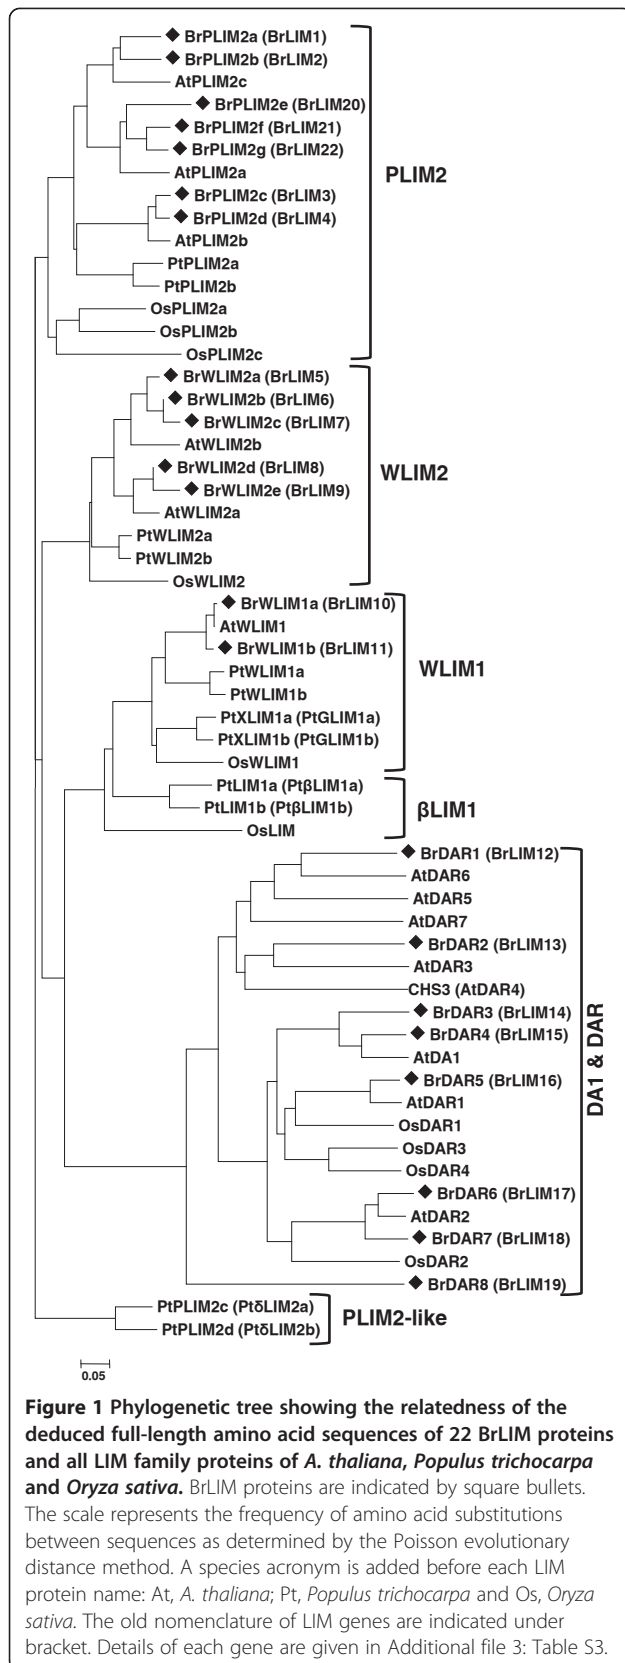 BrPLIM2a (BrLIM1)
BrPLIM2b (BrLIM2)
AtPLIM2c
BrPLIM2e (BrLIM20)
BrPLIM2f (BrLIM21)
BrPLIM2g (BrLIM22)
AtPLIM2a
BrPLIM2c (BrLIM3)
BrPLIM2d (BrLIM4)
AtPLIM2b
PtPLIM2a
PtPLIM2b
OsPLIM2a
OsPLIM2b
OsPLIM2c
PLIM2
BrWLIM2a (BrLIM5)
BrWLIM2b (BrLIM6)
BrWLIM2c (BrLIM7)
AtWLIM2b
BrWLIM2d (BrLIM8)
BrWLIM2e (BrLIM9)
AtWLIM2a
PtWLIM2a
PtWLIM2b
OsWLIM2
WLIM2
BrWLIM1a (BrLIM10)
AtWLIM1
BrWLIM1b (BrLIM11)
PtWLIM1a
PtWLIM1b
PtXLIM1a (PtGLIM1a)
PtXLIM1b (PtGLIM1b)
OsWLIM1
WLIM1
PtLIM1a (PtβLIM1a)
PtLIM1b (PtβLIM1b)
OsLIM
βLIM1
BrDAR1 (BrLIM12)
AtDAR6
AtDAR5
AtDAR7
BrDAR2 (BrLIM13)
AtDAR3
CHS3 (AtDAR4)
BrDAR3 (BrLIM14)
BrDAR4 (BrLIM15)
AtDA1
BrDAR5 (BrLIM16)
AtDAR1
OsDAR1
OsDAR3
OsDAR4
BrDAR6 (BrLIM17)
AtDAR2
BrDAR7 (BrLIM18)
OsDAR2
BrDAR8 (BrLIM19)
DA1 & DAR
PtPLIM2c (PtδLIM2a)
PtPLIM2d (PtδLIM2b)
PLIM2-like
0.05
Figure 1 Phylogenetic tree showing the relatedness of the
deduced full-length amino acid sequences of 22 BrLIM proteins
and all LIM family proteins of A. thaliana, Populus trichocarpa
and Oryza sativa. BrLIM proteins are indicated by square bullets.
The scale represents the frequency of amino acid substitutions
between sequences as determined by the Poisson evolutionary
distance method. A species acronym is added before each LIM
protein name: At, A. thaliana; Pt, Populus trichocarpa and Os, Oryza
sativa. The old nomenclature of LIM genes are indicated under
bracket. Details of each gene are given in Additional file 3: Table S3.